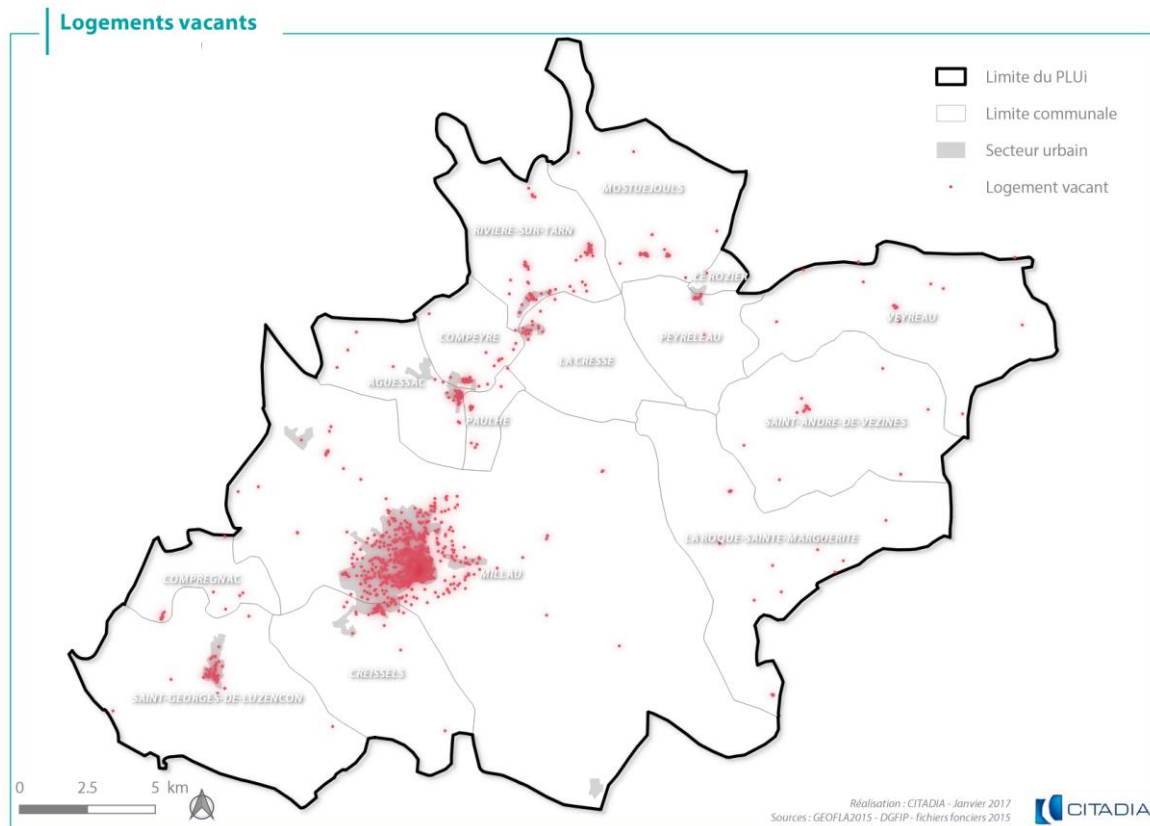 Logements vacants
Limite du PLUi
Limite communale
Secteur urbain
Logement vacant
MOSTUEJOULS
RIVIERE-SUR-TARN
LE ROZIER
VEYREAU
COMPEYRE
PEYRELEAU
LA CRESSE
AGUESSAC
PAULHE
SAINT-ANDRE-DE-VEZINES
LA ROQUE-SAINTE-MARGUERITE
MILLAU
COMPREGNAC
CREISSELS
SAINT-GEORGES-DE-LUZENCON
0 2.5 5 km
Réalisation : CITADIA - Janvier 2017
Sources : GEOFLA2015 - DGFIP - fichiers fonciers 2015
CITADIA